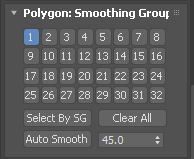 Polygon: Smoothing Group
1 2 3 4 5 6 7 8
9 10 11 12 13 14 15 16
17 18 19 20 21 22 23 24
25 26 27 28 29 30 31 32
Select By SG Clear All
Auto Smooth 45.0